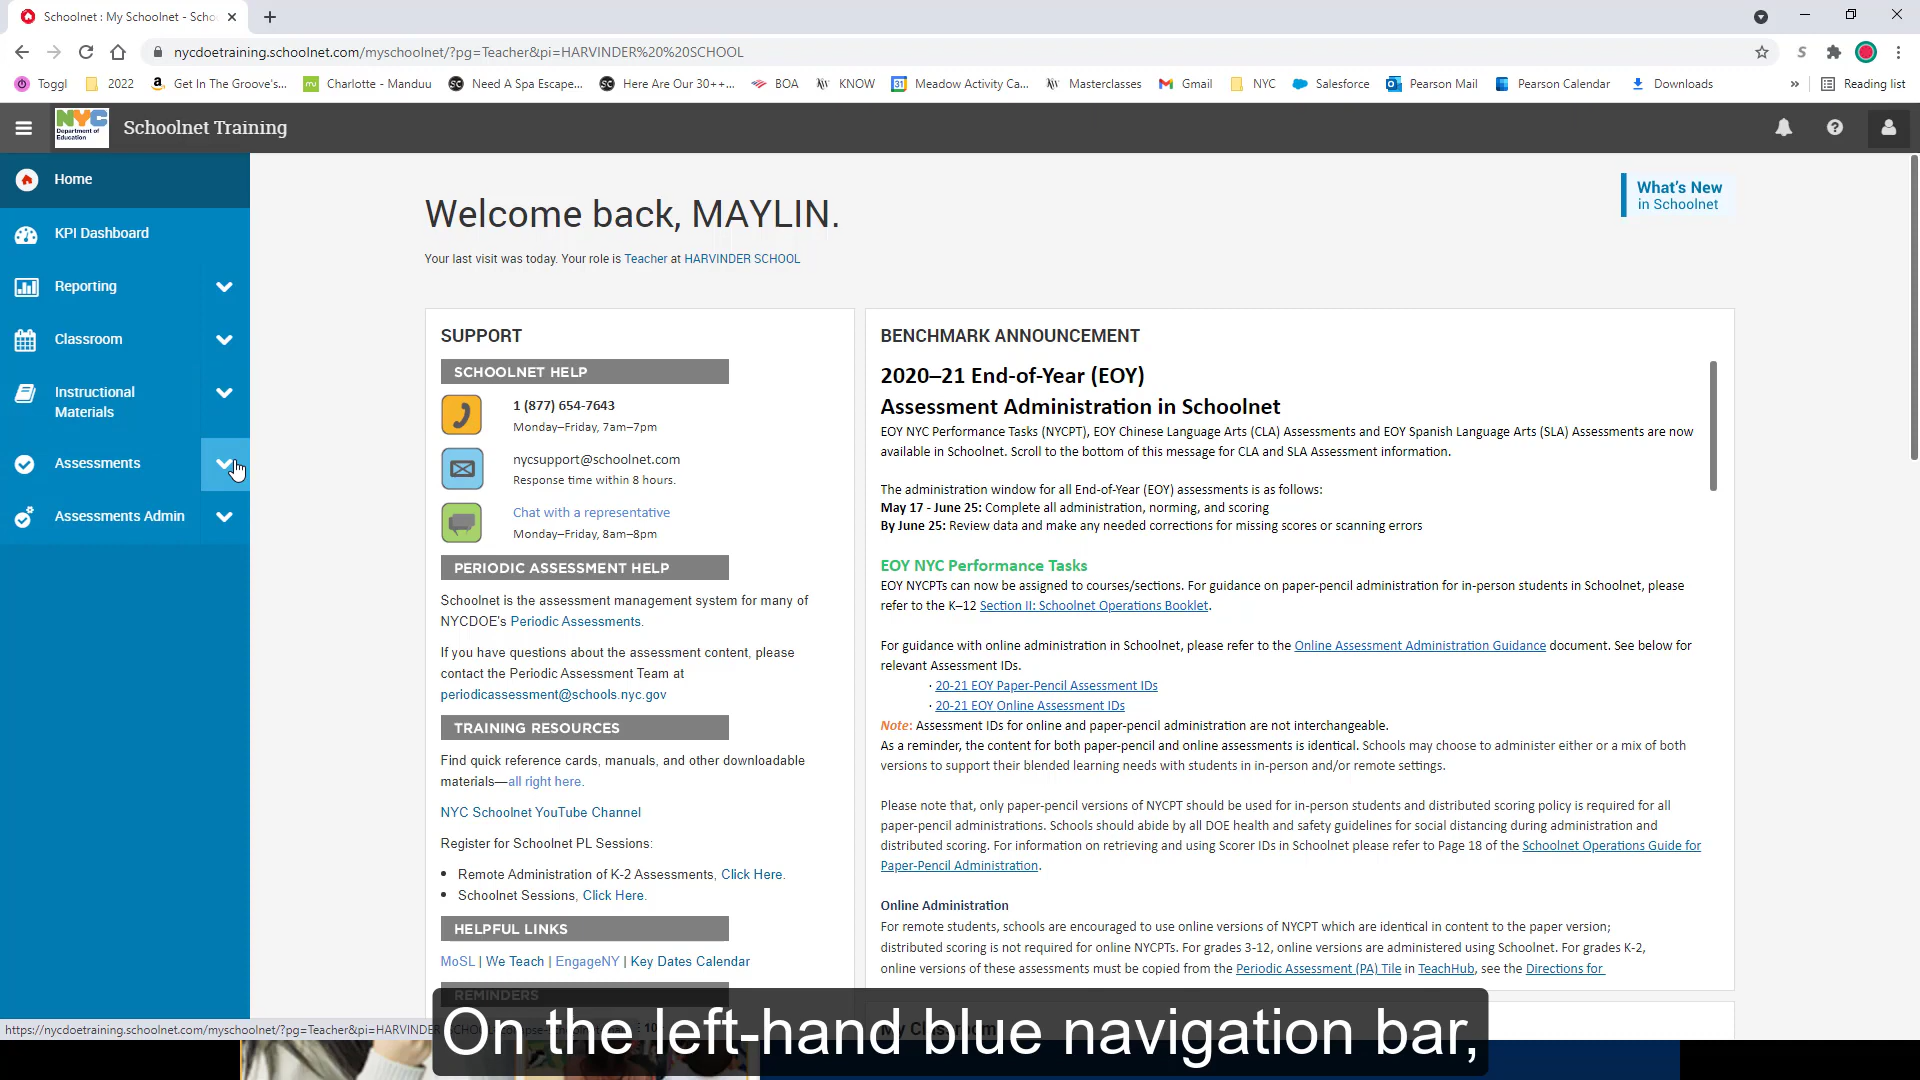 Schoolnet : My Schoolnet - Scho
nycdoetraining.schoolnet.com/myschoolnet/?pg=Teacher&pi=HARVINDER%20%20SCHOOL
Toggl
2022
Get In The Groove's...
Charlotte - Manduu
Need A Spa Escape...
Here Are Our 30++...
BOA
KNOW
Meadow Activity Ca...
Masterclasses
Gmail
NYC
Salesforce
Pearson Mail
Pearson Calendar
Downloads
»
Reading list
NYC
Department of
Education
Schoolnet Training
Home
KPI Dashboard
Reporting
Classroom
Instructional
Materials
Assessments
Assessments Admin
What's New
in Schoolnet
Welcome back, MAYLIN.
Your last visit was today. Your role is Teacher at HARVINDER SCHOOL
SUPPORT
SCHOOLNET HELP
1 (877) 654-7643
Monday–Friday, 7am–7pm
nycsupport@schoolnet.com
Response time within 8 hours.
Chat with a representative
Monday–Friday, 8am–8pm
PERIODIC ASSESSMENT HELP
Schoolnet is the assessment management system for many of
NYCDOE's Periodic Assessments.
If you have questions about the assessment content, please
contact the Periodic Assessment Team at
periodicassessment@schools.nyc.gov
TRAINING RESOURCES
Find quick reference cards, manuals, and other downloadable
materials—all right here.
NYC Schoolnet YouTube Channel
Register for Schoolnet PL Sessions:
• Remote Administration of K-2 Assessments, Click Here.
• Schoolnet Sessions, Click Here.
HELPFUL LINKS
MoSL | We Teach | EngageNY | Key Dates Calendar
REMINDERS
BENCHMARK ANNOUNCEMENT
2020–21 End-of-Year (EOY)
Assessment Administration in Schoolnet
EOY NYC Performance Tasks (NYCPT), EOY Chinese Language Arts (CLA) Assessments and EOY Spanish Language Arts (SLA) Assessments are now
available in Schoolnet. Scroll to the bottom of this message for CLA and SLA Assessment information.
The administration window for all End-of-Year (EOY) assessments is as follows:
May 17 - June 25: Complete all administration, norming, and scoring
By June 25: Review data and make any needed corrections for missing scores or scanning errors
EOY NYC Performance Tasks
EOY NYCPTs can now be assigned to courses/sections. For guidance on paper-pencil administration for in-person students in Schoolnet, please
refer to the K–12 Section II: Schoolnet Operations Booklet.
For guidance with online administration in Schoolnet, please refer to the Online Assessment Administration Guidance document. See below for
relevant Assessment IDs.
· 20-21 EOY Paper-Pencil Assessment IDs
· 20-21 EOY Online Assessment IDs
Note: Assessment IDs for online and paper-pencil administration are not interchangeable.
As a reminder, the content for both paper-pencil and online assessments is identical. Schools may choose to administer either or a mix of both
versions to support their blended learning needs with students in in-person and/or remote settings.
Please note that, only paper-pencil versions of NYCPT should be used for in-person students and distributed scoring policy is required for all
paper-pencil administrations. Schools should abide by all DOE health and safety guidelines for social distancing during administration and
distributed scoring. For information on retrieving and using Scorer IDs in Schoolnet please refer to Page 18 of the Schoolnet Operations Guide for
Paper-Pencil Administration.
Online Administration
For remote students, schools are encouraged to use online versions of NYCPT which are identical in content to the paper version;
distributed scoring is not required for online NYCPTs. For grades 3-12, online versions are administered using Schoolnet. For grades K-2,
online versions of these assessments must be copied from the Periodic Assessment (PA) Tile in TeachHub, see the Directions for
https://nycdoetraining.schoolnet.com/myschoolnet/?pg=Teacher&pi=HARVINDER
On the left-hand blue navigation bar,